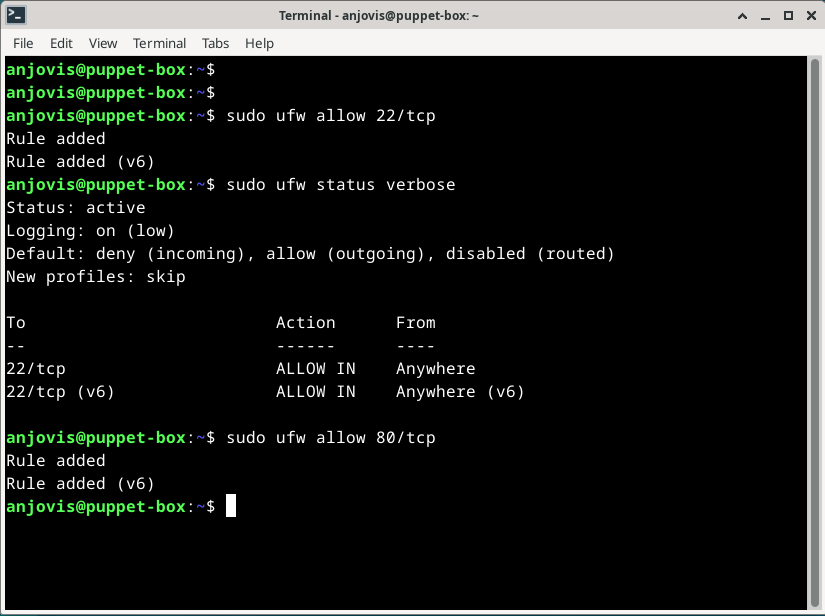 Terminal - anjovis@puppet-box: ~
File Edit View Terminal Tabs Help
anjovis@puppet-box:~$
anjovis@puppet-box:~$
anjovis@puppet-box:~$ sudo ufw allow 22/tcp
Rule added
Rule added (v6)
anjovis@puppet-box:~$ sudo ufw status verbose
Status: active
Logging: on (low)
Default: deny (incoming), allow (outgoing), disabled (routed)
New profiles: skip
To                         Action      From
--                         ------      ----
22/tcp                     ALLOW IN    Anywhere
22/tcp (v6)                ALLOW IN    Anywhere (v6)
anjovis@puppet-box:~$ sudo ufw allow 80/tcp
Rule added
Rule added (v6)
anjovis@puppet-box:~$